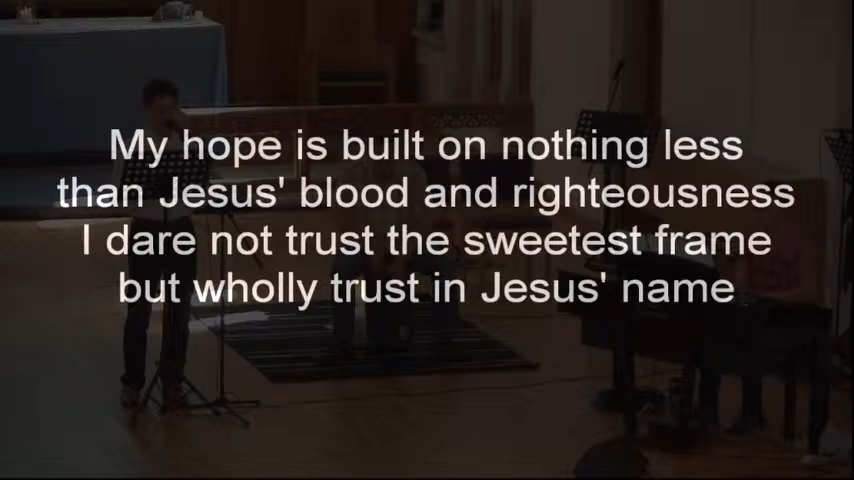 My hope is built on nothing less
than Jesus' blood and righteousness
I dare not trust the sweetest frame
but wholly trust in Jesus' name